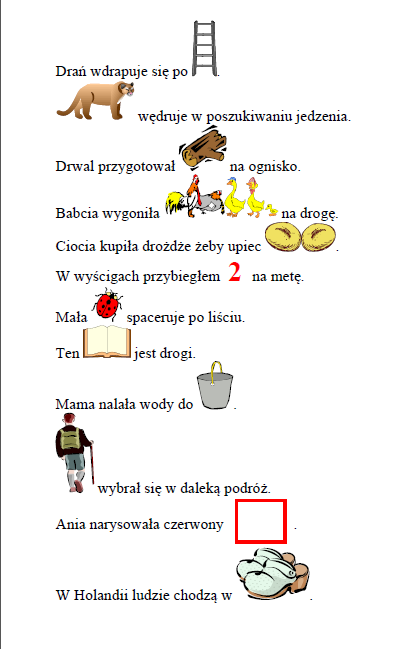 Drań wdrapuje się po .
wędruje w poszukiwaniu jedzenia.
Drwal przygotował na ognisko.
Babcia wygoniła na drogę.
Ciocia kupiła drożdże żeby upiec .
W wyścigach przybiegłem 2 na metę.
Mała spaceruje po liściu.
Ten jest drogi.
Mama nalała wody do .
wybrał się w daleką podróż.
Ania narysowała czerwony .
W Holandii ludzie chodzą w .